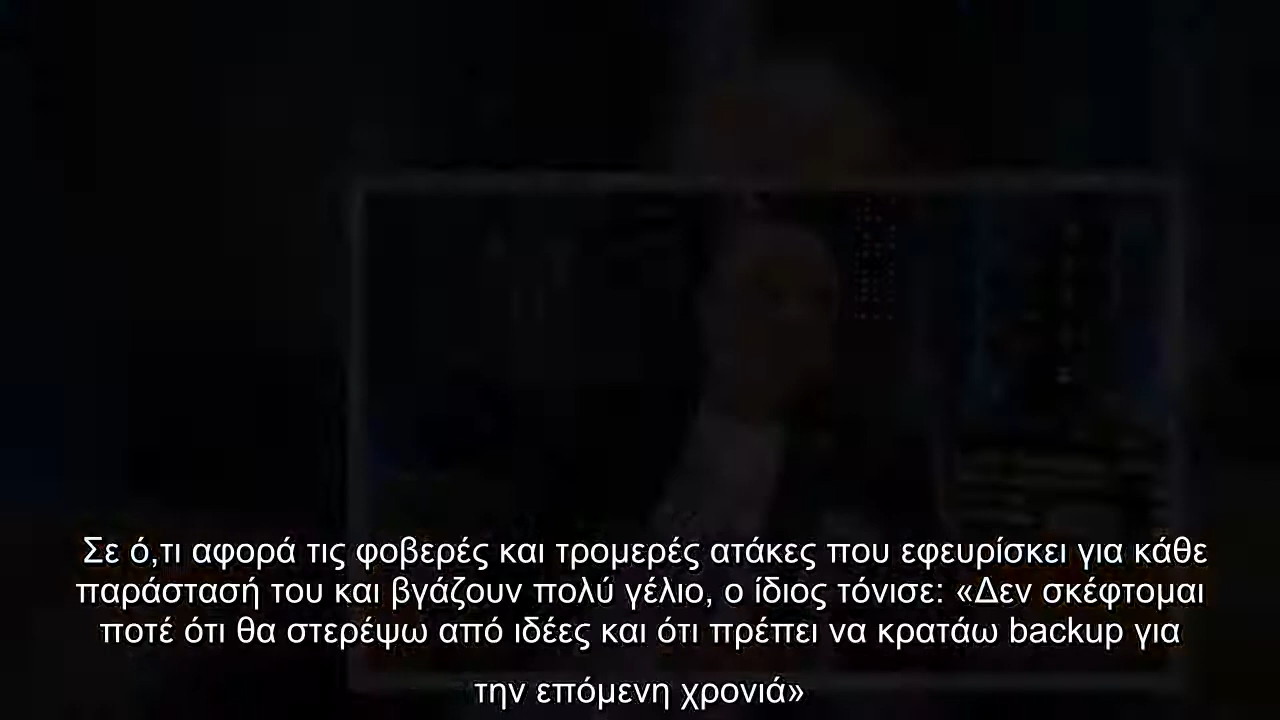 Σε ό,τι αφορά τις φοβερές και τρομερές ατάκες που εφευρίσκει για κάθε
παράστασή του και βγάζουν πολύ γέλιο, ο ίδιος τόνισε: «Δεν σκέφτομαι
ποτέ ότι θα στερέψω από ιδέες και ότι πρέπει να κρατάω backup για
την επόμενη χρονιά»